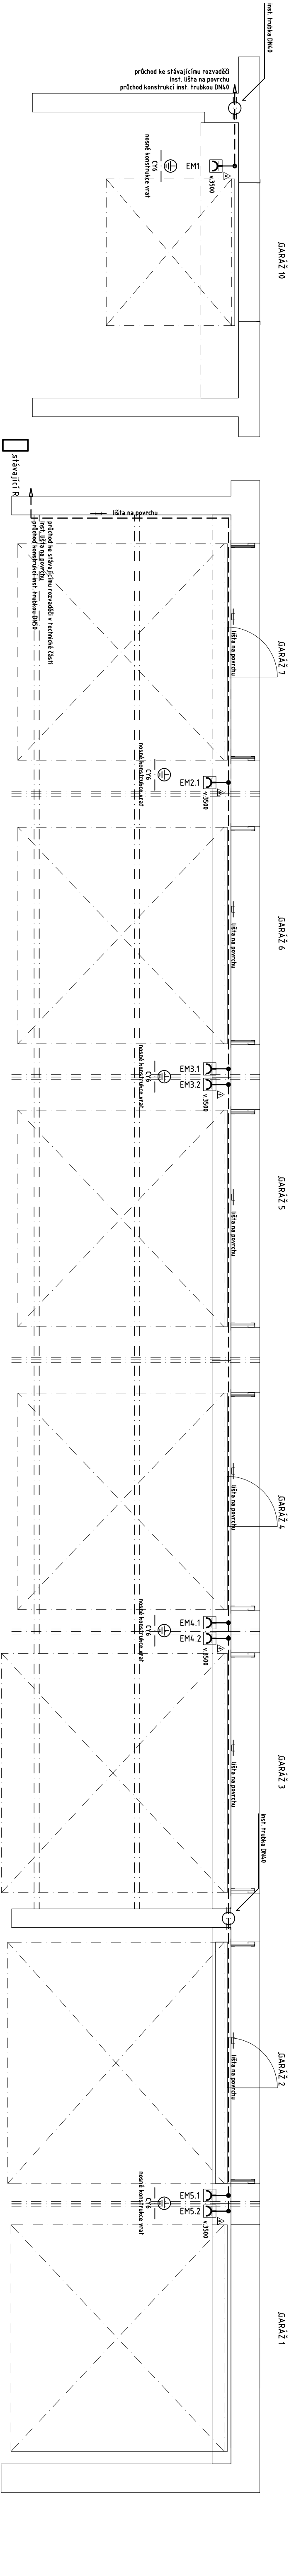 inst. trubka DN40
průchod ke stávajícímu rozvaděči
inst. lišta na povrchu
průchod konstrukcí inst. trubkou DN40
EM1
v.3500
CY6
nosné konstrukce vrat
GARÁŽ 10
stávající R
průchod ke stávajícímu rozvaděči v technické části
inst. lišta na povrchu
průchod konstrukcí inst. trubkou DN50
lišta na povrchu
lišta na povrchu
GARÁŽ 7
EM2.1
v.3500
CY6
nosné konstrukce vrat
lišta na povrchu
GARÁŽ 6
EM3.1
EM3.2
v.3500
CY6
nosné konstrukce vrat
lišta na povrchu
GARÁŽ 5
lišta na povrchu
GARÁŽ 4
EM4.1
EM4.2
v.3500
CY6
nosné konstrukce vrat
lišta na povrchu
GARÁŽ 3
inst. trubka DN40
lišta na povrchu
GARÁŽ 2
EM5.1
EM5.2
v.3500
CY6
nosné konstrukce vrat
GARÁŽ 1